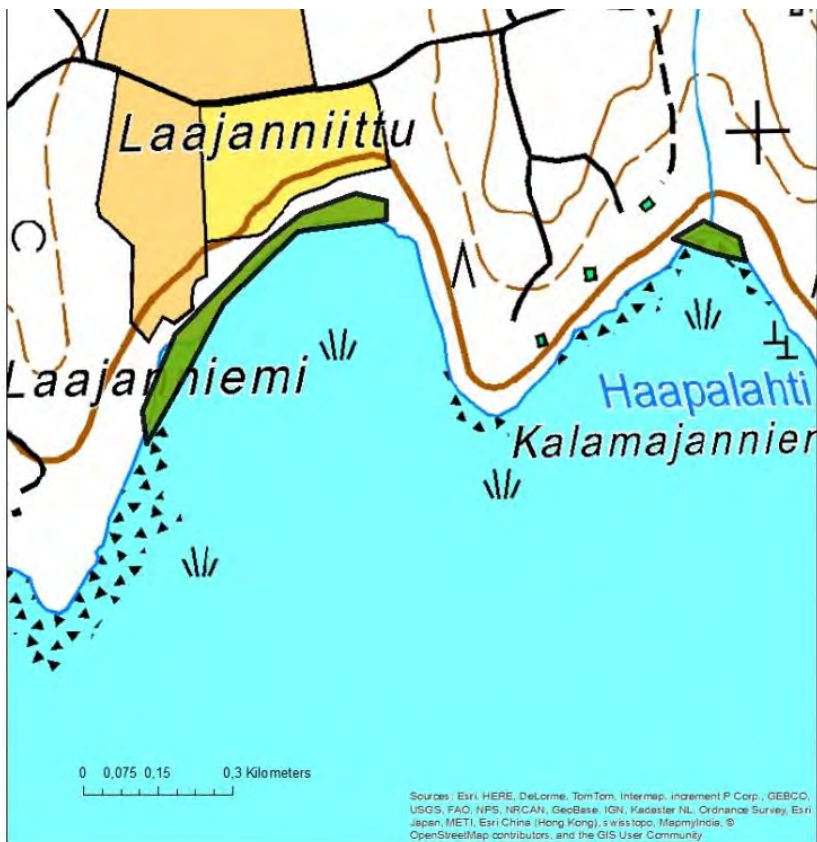 Laajanniittu
Laajanniemi
Haapalahti
Kalamajannier
0 0,075 0,15 0,3 Kilometers
Sources: Esri, HERE, DeLorme, TomTom, Intermap, increment P Corp., GEBCO,
USGS, FAO, NPS, NRCAN, GeoBase, IGN, Kadaster NL, Ordnance Survey, Esri
Japan, METI, Esri China (Hong Kong), swisstopo, MapmyIndia, ©
OpenStreetMap contributors, and the GIS User Community